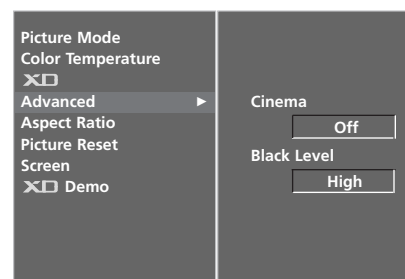 Picture Mode
Color Temperature
XD
Advanced ►
Aspect Ratio
Picture Reset
Screen
XD Demo
Cinema
Off
Black Level
High